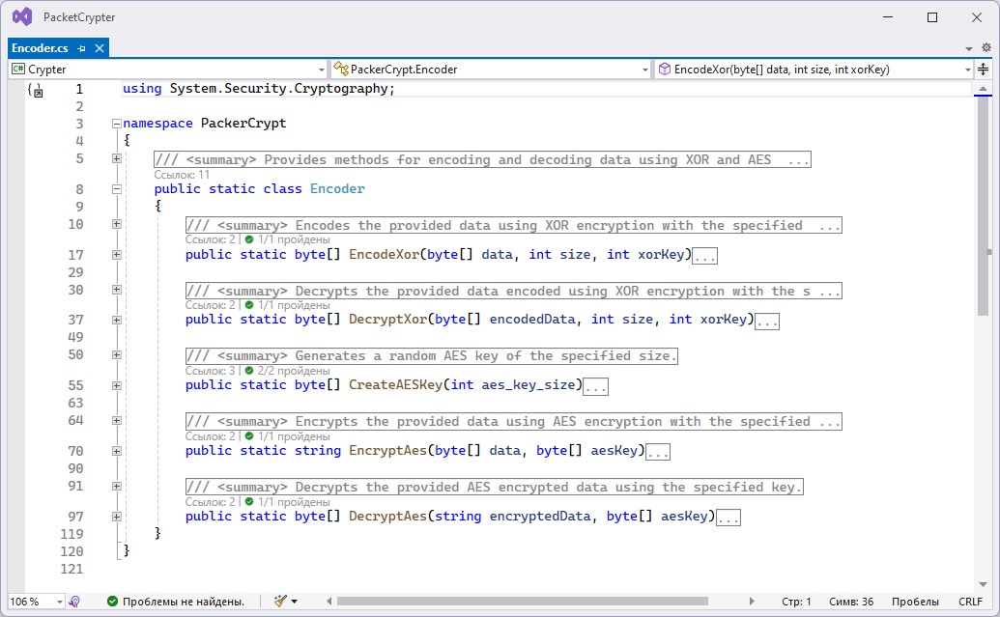 PacketCrypter
Encoder.cs
Crypter
PackerCrypt.Encoder
EncodeXor(byte[] data, int size, int xorKey)
1 using System.Security.Cryptography;
2
3 namespace PackerCrypt
4 {
5 /// <summary> Provides methods for encoding and decoding data using XOR and AES ...
Ссылок: 11
8 public static class Encoder
9 {
10 /// <summary> Encodes the provided data using XOR encryption with the specified ...
Ссылок: 2 | 1/1 пройдены
17 public static byte[] EncodeXor(byte[] data, int size, int xorKey)...
29
30 /// <summary> Decrypts the provided data encoded using XOR encryption with the s ...
Ссылок: 2 | 1/1 пройдены
37 public static byte[] DecryptXor(byte[] encodedData, int size, int xorKey)...
49
50 /// <summary> Generates a random AES key of the specified size.
Ссылок: 3 | 2/2 пройдены
55 public static byte[] CreateAESKey(int aes_key_size)...
63
64 /// <summary> Encrypts the provided data using AES encryption with the specified ...
Ссылок: 2 | 1/1 пройдены
70 public static string EncryptAes(byte[] data, byte[] aesKey)...
90
91 /// <summary> Decrypts the provided AES encrypted data using the specified key.
Ссылок: 2 | 1/1 пройдены
97 public static byte[] DecryptAes(string encryptedData, byte[] aesKey)...
119 }
120 }
121
106 % Проблемы не найдены. Стр: 1 Симв: 36 Пробелы CRLF